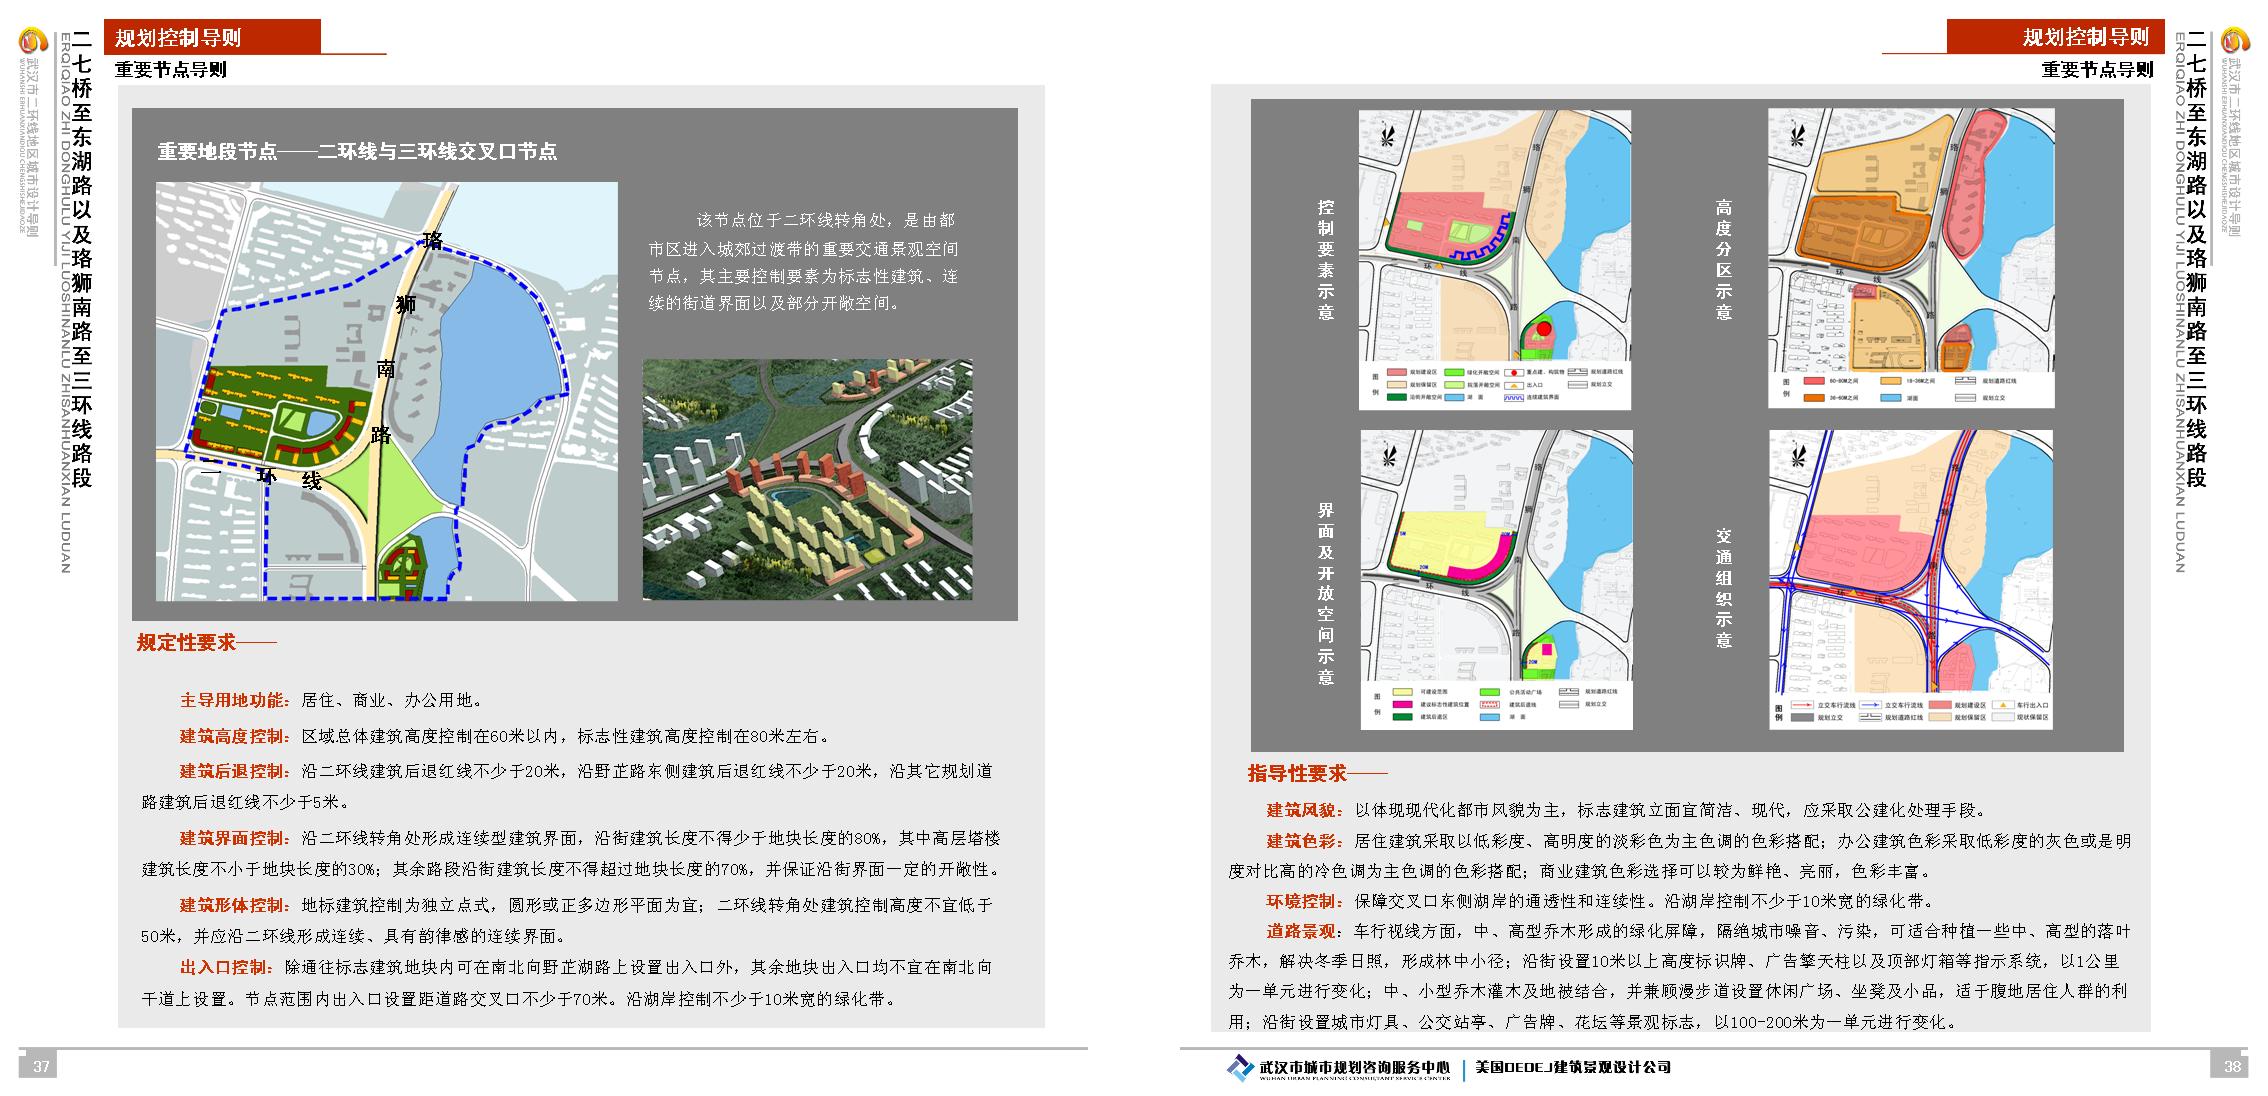 规划控制导则
重要节点导则
二七桥至东湖路以及珞狮南路至三环线路段
ERQIQIAO ZHI DONGHULU YIJI LUOSHINANLU ZHISANHUANXIAN LUDUAN
武汉市二环线地区城市设计导则
重要地段节点——二环线与三环线交叉口节点
珞
狮
南
路
二 环 线
该节点位于二环线转角处，是由都
市区进入城郊过渡带的重要交通景观空间
节点，其主要控制要素为标志性建筑、连
续的街道界面以及部分开敞空间。
规定性要求——
主导用地功能：居住、商业、办公用地。
建筑高度控制：区域总体建筑高度控制在60米以内，标志性建筑高度控制在80米左右。
建筑后退控制：沿二环线建筑后退红线不少于20米，沿野芷路东侧建筑后退红线不少于20米，沿其它规划道
路建筑后退红线不少于5米。
建筑界面控制：沿二环线转角处形成连续型建筑界面，沿街建筑长度不得少于地块长度的80%，其中高层塔楼
建筑长度不小于地块长度的30%；其余路段沿街建筑长度不得超过地块长度的70%，并保证沿街界面一定的开敞性。
建筑形体控制：地标建筑控制为独立点式，圆形或正多边形平面为宜；二环线转角处建筑控制高度不宜低于
50米，并应沿二环线形成连续、具有韵律感的连续界面。
出入口控制：除通往标志建筑地块内可在南北向野芷湖路上设置出入口外，其余地块出入口均不宜在南北向
干道上设置。节点范围内出入口设置距道路交叉口不少于70米。沿湖岸控制不少于10米宽的绿化带。
37
规划控制导则
重要节点导则
二七桥至东湖路以及珞狮南路至三环线路段
ERQIQIAO ZHI DONGHULU YIJI LUOSHINANLU ZHISANHUANXIAN LUDUAN
武汉市二环线地区城市设计导则
控制要素示意
珞
狮
南
路
环 线
图例
规划建设区 绿化开敞空间 重点建、构筑物 规划道路红线
规划保留区 院落开敞空间 出入口 规划立交
沿街开敞空间 湖 面 连续建筑界面
高度分区示意
珞
狮
南
路
环 线
图例
60-80M之间 18-36M之间 规划道路红线
36-60M之间 湖面 规划立交
界面及开放空间示意
珞
狮
南
路
环 线
5M
20M
20M
图例
可建设范围 公共活动广场 规划道路红线
建设标志性建筑位置 建筑后退线 规划立交
建筑后退区 湖 面
交通组织示意
珞
狮
南
路
环 线
图例
立交车行流线 立交车行流线 规划建设区 车行出入口
规划立交 规划道路红线 规划保留区 现状保留区
指导性要求——
建筑风貌：以体现现代化都市风貌为主，标志建筑立面宜简洁、现代，应采取公建化处理手段。
建筑色彩：居住建筑采取以低彩度、高明度的淡彩色为主色调的色彩搭配；办公建筑色彩采取低彩度的灰色或是明
度对比高的冷色调为主色调的色彩搭配；商业建筑色彩选择可以较为鲜艳、亮丽，色彩丰富。
环境控制：保障交叉口东侧湖岸的通透性和连续性。沿湖岸控制不少于10米宽的绿化带。
道路景观：车行视线方面，中、高型乔木形成的绿化屏障，隔绝城市噪音、污染，可适合种植一些中、高型的落叶
乔木，解决冬季日照，形成林中小径；沿街设置10米以上高度标识牌、广告擎天柱以及顶部灯箱等指示系统，以1公里
为一单元进行变化；中、小型乔木灌木及地被结合，并兼顾漫步道设置休闲广场、坐凳及小品，适于腹地居住人群的利
用；沿街设置城市灯具、公交站亭、广告牌、花坛等景观标志，以100-200米为一单元进行变化。
武汉市城市规划咨询服务中心
WUHAN URBAN PLANNING CONSULTANT SERVICE CENTER
美国DEDEJ建筑景观设计公司
38